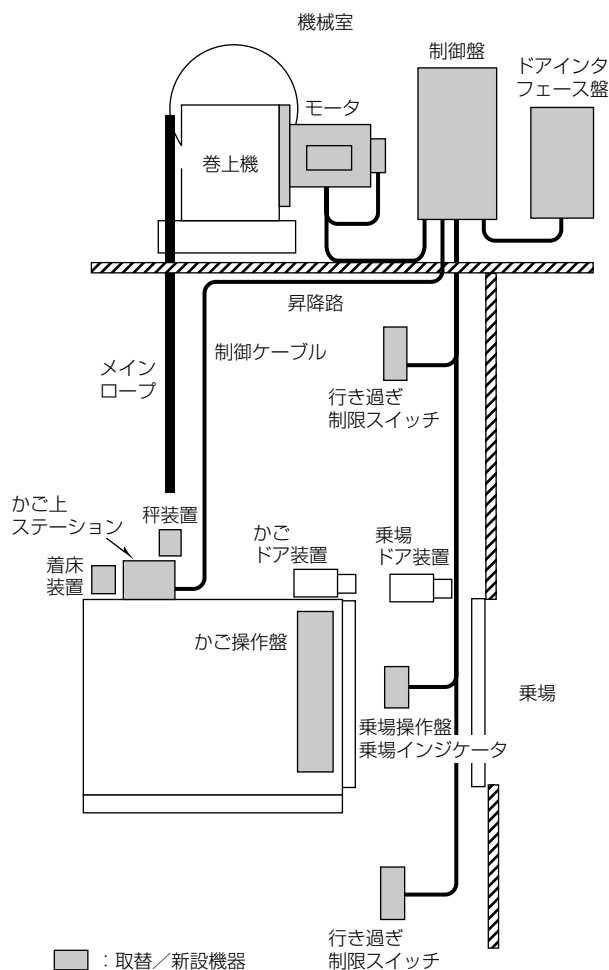 機械室
制御盤
ドアインタ
フェース盤
モータ
巻上機
昇降路
制御ケーブル
メイン
ロープ
行き過ぎ
制限スイッチ
かご上
ステーション
秤装置
着床
装置
かご
ドア装置
乗場
ドア装置
かご操作盤
乗場
乗場操作盤
乗場インジケータ
行き過ぎ
制限スイッチ
：取替／新設機器